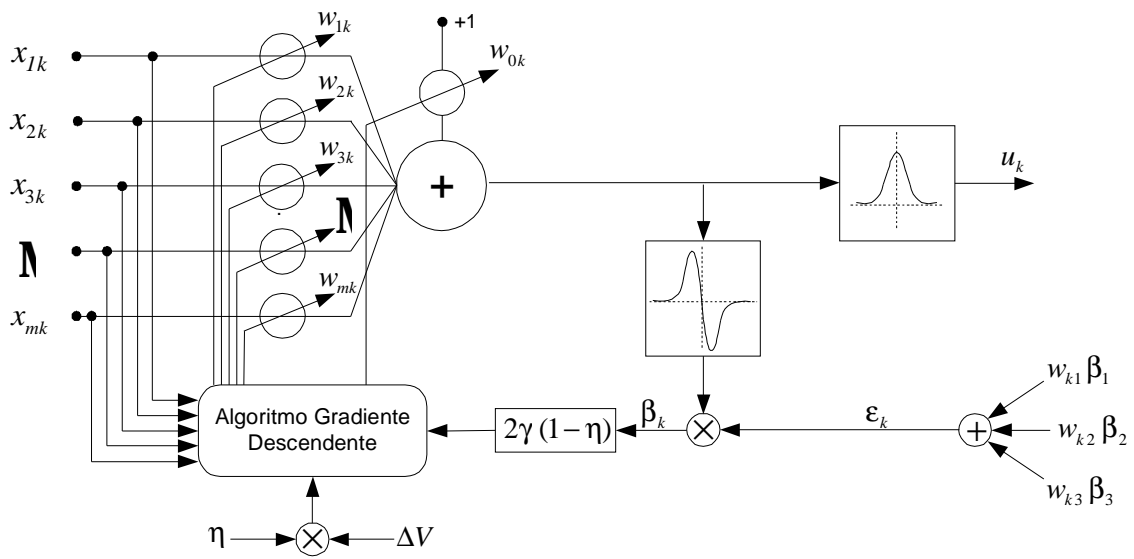 x1k
w1k
+1
w0k
x2k
w2k
x3k
w3k
+
uk
xmk
wmk
Algoritmo Gradiente
Descendente
2γ (1− η)
βk
εk
+
wk1 β1
wk2 β2
wk3 β3
η
ΔV